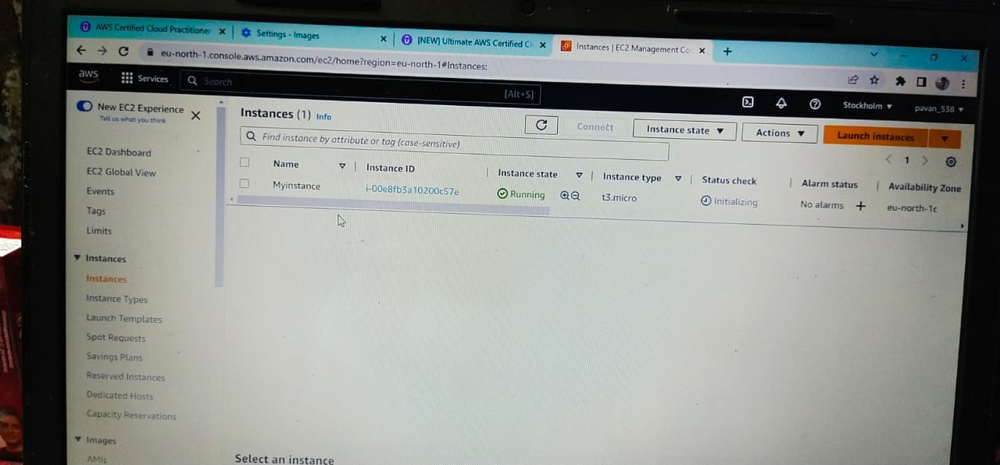 AWS Certified Cloud Practitioner
Settings - Images
[NEW] Ultimate AWS Certified Cl
Instances | EC2 Management Co
eu-north-1.console.aws.amazon.com/ec2/home?region=eu-north-1#Instances:
aws
Services
Search
[Alt+S]
Stockholm
pavan_538
New EC2 Experience
Tell us what you think
EC2 Dashboard
EC2 Global View
Events
Tags
Limits
Instances
Instances
Instance Types
Launch Templates
Spot Requests
Savings Plans
Reserved Instances
Dedicated Hosts
Capacity Reservations
Images
AMIs
Instances (1) Info
Connect
Instance state
Actions
Launch instances
Find instance by attribute or tag (case-sensitive)
1
Name Instance ID Instance state Instance type Status check Alarm status Availability Zone
Myinstance i-00e8fb3a10200c57e Running t3.micro Initializing No alarms + eu-north-1c
Select an instance